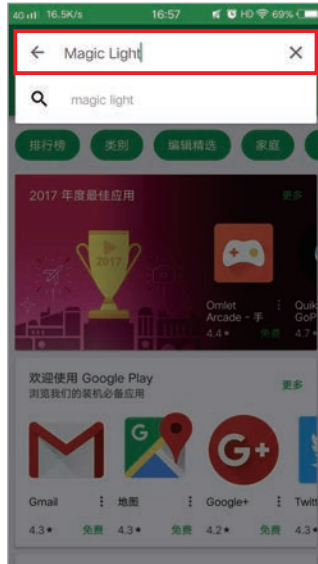 4G 16.5K/s 16:57 HD 69%
Magic Light
magic light
排行榜 类别 编辑精选 家庭
2017 年度最佳应用 更多
2017
Omlet Quik
Arcade - 手 GoP
4.4★ 免费 4.7★
欢迎使用 Google Play
浏览我们的装机必备应用 更多
G G+
Gmail 地图 Google+ Twitt
4.3★ 免费 4.3★ 免费 4.2★ 免费 4.3★